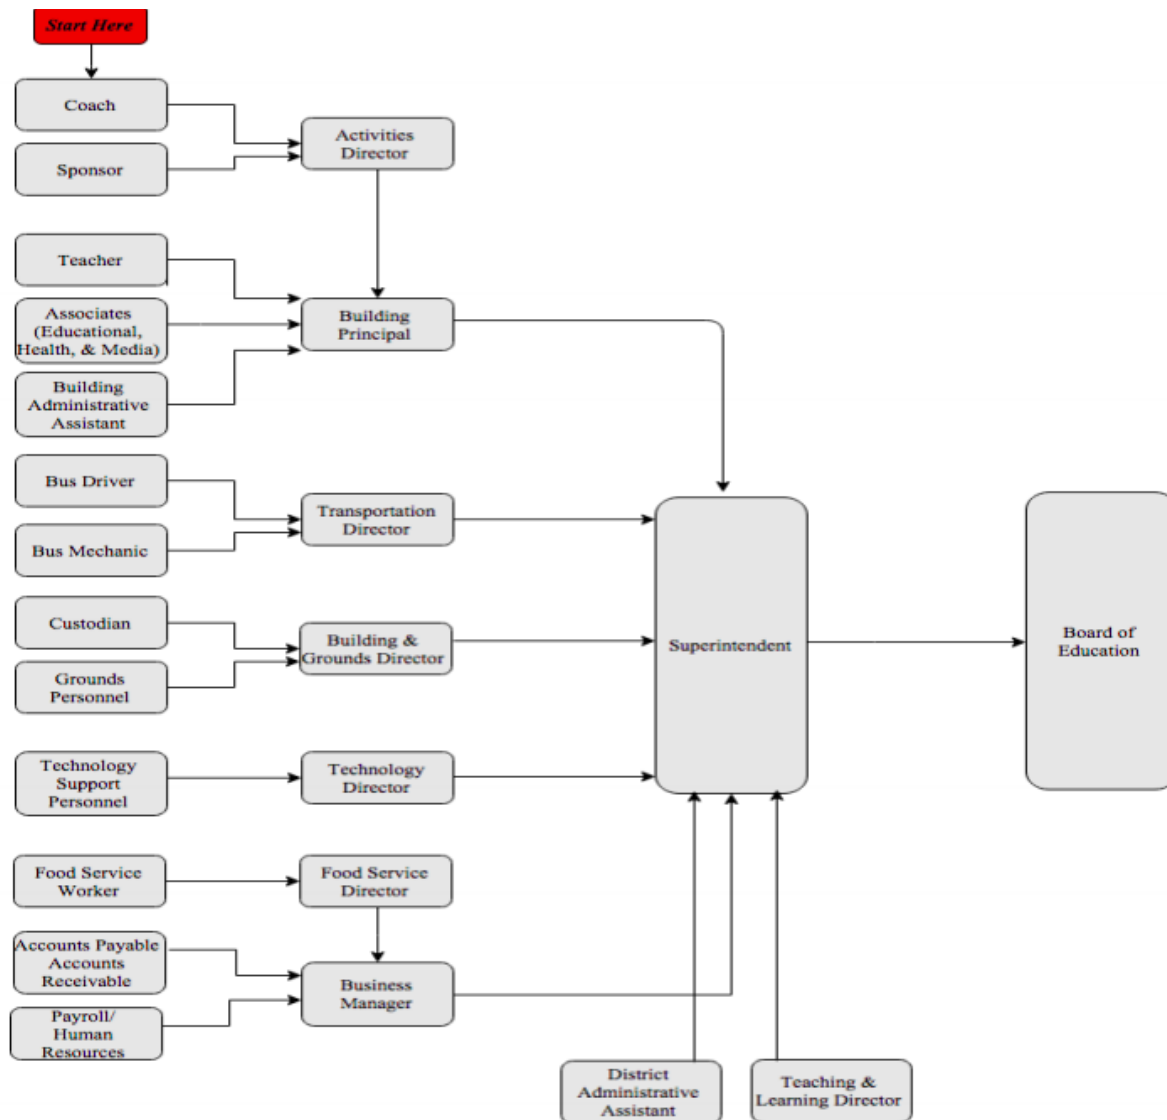 Start Here
Coach
Activities
Director
Sponsor
Teacher
Associates
(Educational,
Health, & Media)
Building
Principal
Building
Administrative
Assistant
Bus Driver
Transportation
Director
Bus Mechanic
Custodian
Building &
Grounds Director
Grounds
Personnel
Superintendent
Board of
Education
Technology
Support
Personnel
Technology
Director
Food Service
Worker
Food Service
Director
Accounts Payable
Accounts
Receivable
Business
Manager
Payroll/
Human
Resources
District
Administrative
Assistant
Teaching &
Learning Director